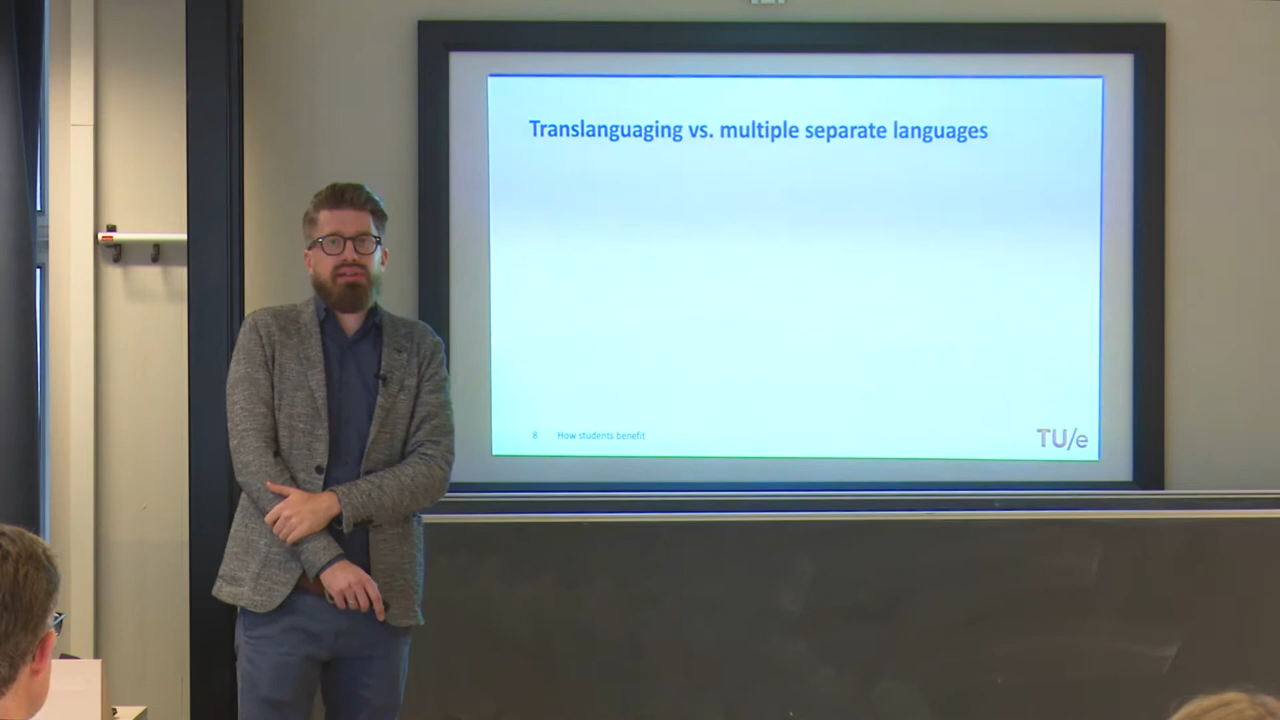 Translanguaging vs. multiple separate languages
8 How students benefit
TU/e